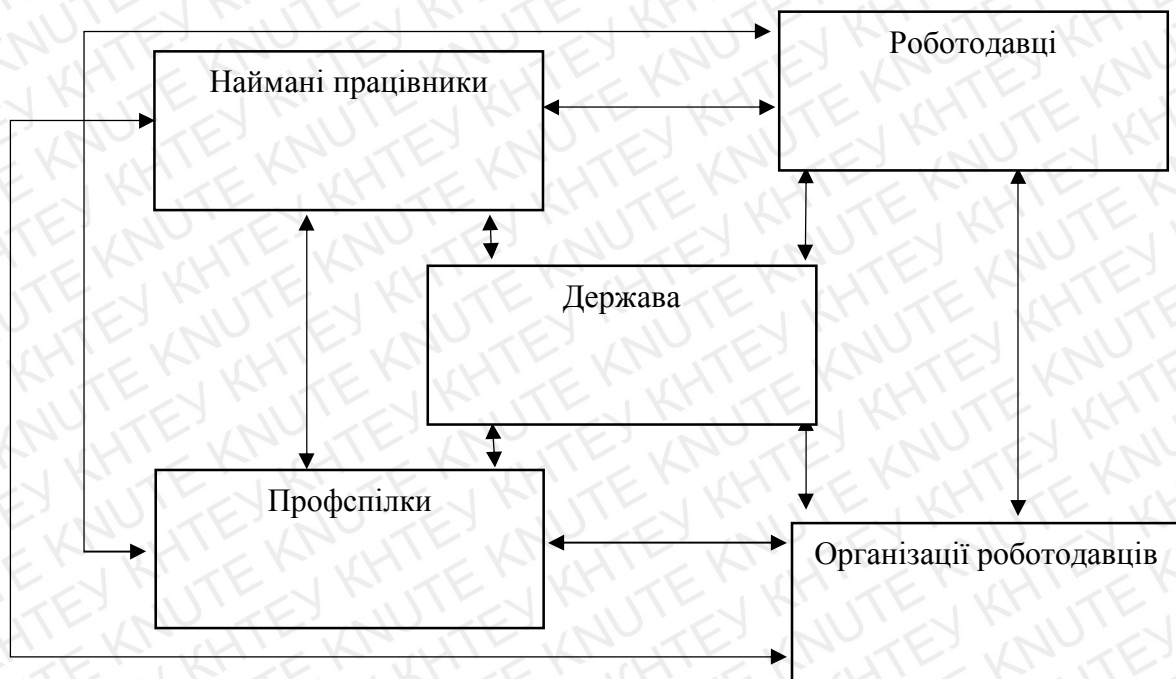 Роботодавці
Наймані працівники
Держава
Профспілки
Організації роботодавців